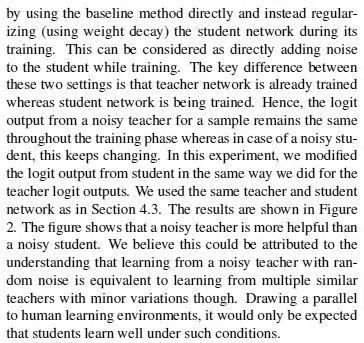 by using the baseline method directly and instead regular-
izing (using weight decay) the student network during its
training. This can be considered as directly adding noise
to the student while training. The key difference between
these two settings is that teacher network is already trained
whereas student network is being trained. Hence, the logit
output from a noisy teacher for a sample remains the same
throughout the training phase whereas in case of a noisy stu-
dent, this keeps changing. In this experiment, we modified
the logit output from student in the same way we did for the
teacher logit outputs. We used the same teacher and student
network as in Section 4.3. The results are shown in Figure
2. The figure shows that a noisy teacher is more helpful than
a noisy student. We believe this could be attributed to the
understanding that learning from a noisy teacher with ran-
dom noise is equivalent to learning from multiple similar
teachers with minor variations though. Drawing a parallel
to human learning environments, it would only be expected
that students learn well under such conditions.